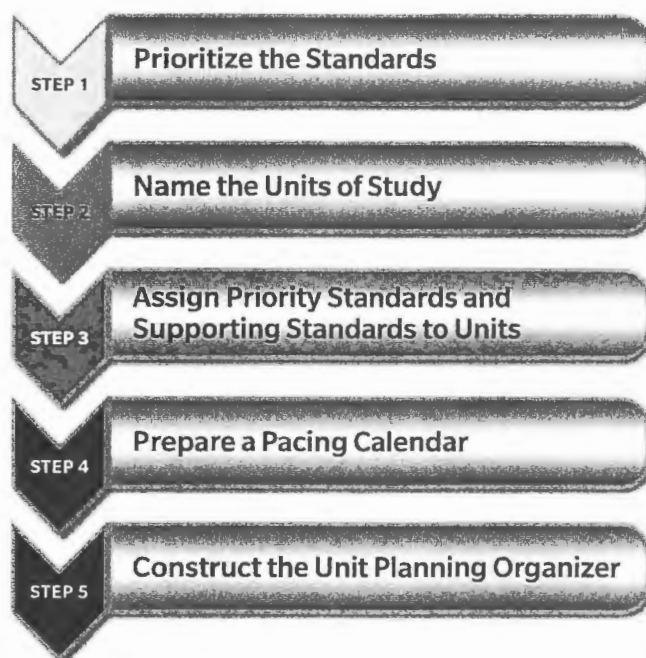 STEP 1
Prioritize the Standards
STEP 2
Name the Units of Study
STEP 3
Assign Priority Standards and
Supporting Standards to Units
STEP 4
Prepare a Pacing Calendar
STEP 5
Construct the Unit Planning Organizer